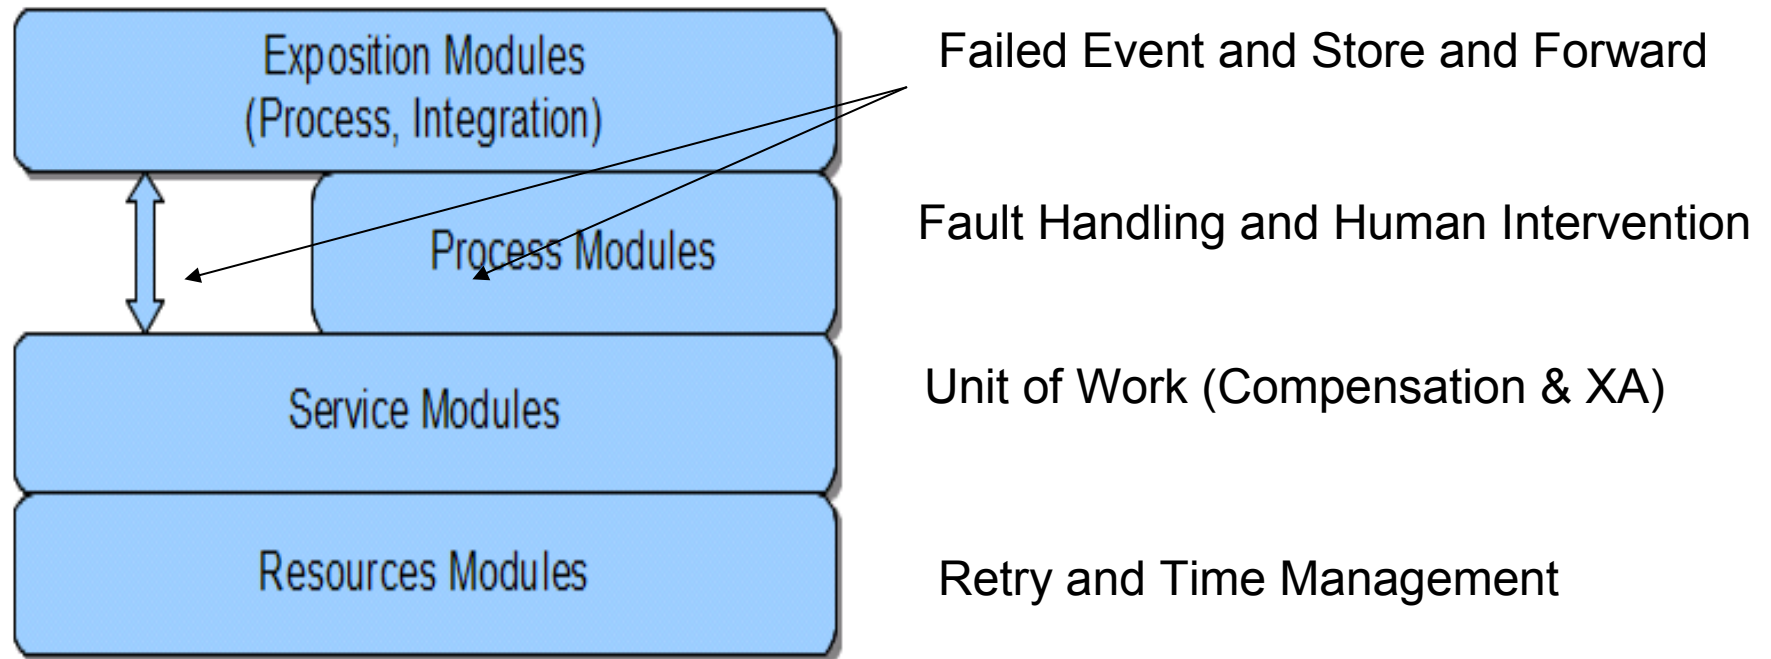 Exposition Modules
(Process, Integration)
Failed Event and Store and Forward
Process Modules
Fault Handling and Human Intervention
Service Modules
Unit of Work (Compensation & XA)
Resources Modules
Retry and Time Management